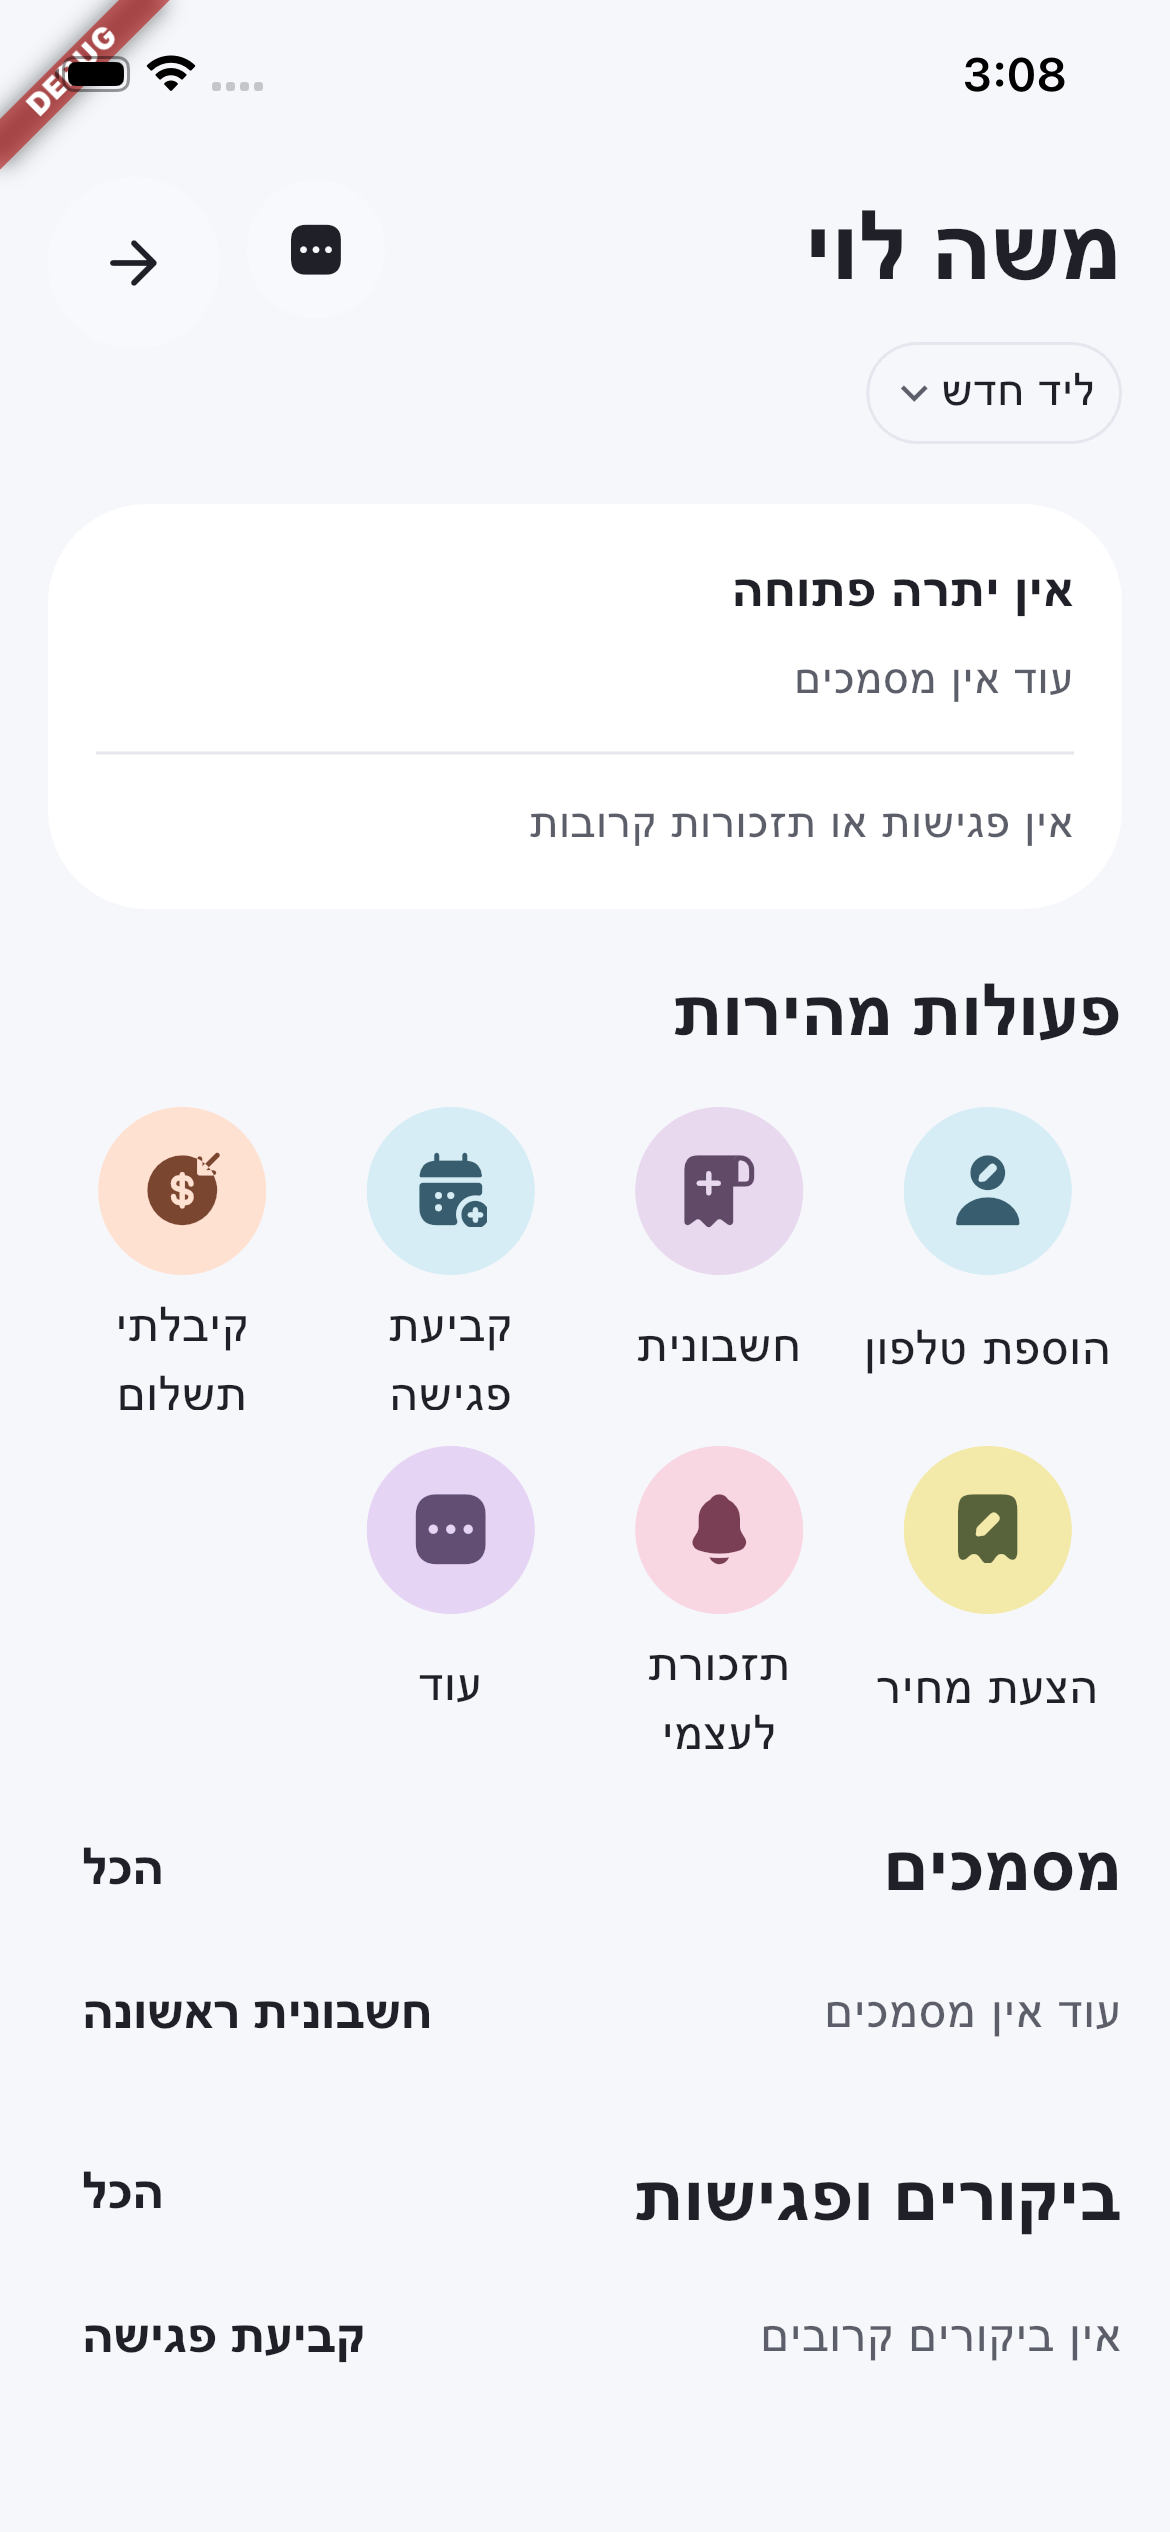 DEBUG
3:08
משה לוי
ליד חדש
אין יתרה פתוחה
עוד אין מסמכים
אין פגישות או תזכורות קרובות
פעולות מהירות
הוספת טלפון
חשבונית
קביעת
פגישה
קיבלתי
תשלום
הצעת מחיר
תזכורת
לעצמי
עוד
מסמכים
הכל
עוד אין מסמכים
חשבונית ראשונה
ביקורים ופגישות
הכל
אין ביקורים קרובים
קביעת פגישה